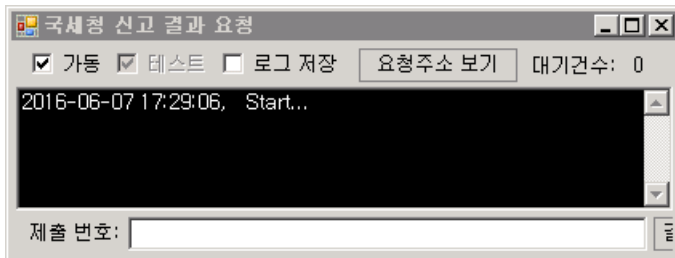 국세청 신고 결과 요청
가동 테스트 로그 저장 요청주소 보기 대기건수: 0
2016-06-07 17:29:06, Start...
제출 번호: